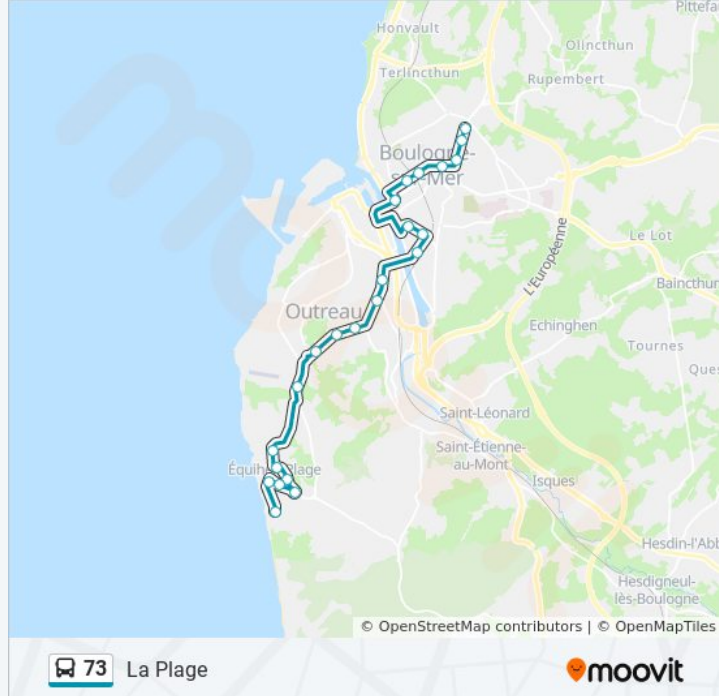 Honvault
Pittefa
Olincthun
Terlincthun
Rupembert
Boulogne-
sur-Mer
L'Européenne
Le Lot
Baincthun
Outreau
Echinghen
Tournes
Ques
Saint-Léonard
Saint-Étienne-
au-Mont
Équihen-Plage
Isques
Hesdin-l'Abb
Hesdigneul-
lès-Boulogne
© OpenStreetMap contributors | © OpenMapTiles
73 La Plage
moovit